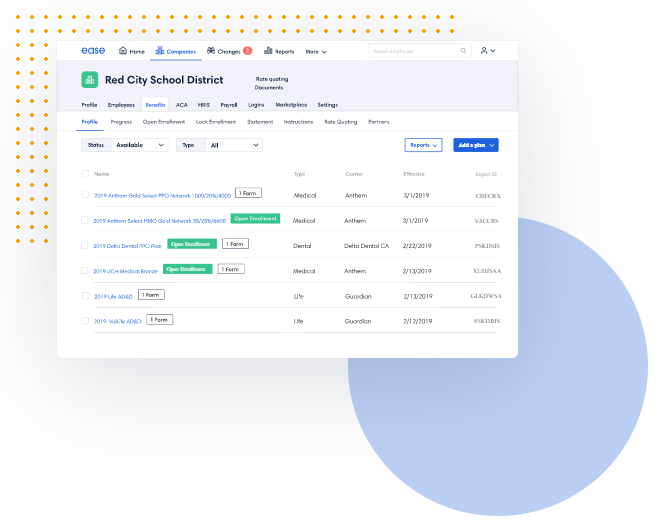 ease Home Companies Changes 2 Reports More Search employees
Red City School District Rate quoting
Documents
Profile Employees Benefits ACA HRIS Payroll Logins Marketplace Settings
Profile Progress Open Enrollment Lock Enrollment Statement Instructions Rate Quoting Partners
Status Available Type All Reports Add a plan
Name Type Carrier Effective Import Id
2019 Anthem Gold Select PPO Network 1000/20%/4000 1 Form Medical Anthem 3/1/2019 CBECRX
2019 Anthem Select HMO Gold Network 35/25%/6600 Open Enrollment Medical Anthem 3/1/2019 VACCRS
2019 Delta Dental PPO Plan Open Enrollment 1 Form Dental Delta Dental CA 2/22/2019 PSKDSIS
2019 UCH Medical Bronze Open Enrollment 1 Form Medical Anthem 2/13/2019
2019 Life AD&D 1 Form Life Guardian 2/13/2019 GLKDWSA
2019 VolLife AD&D 1 Form Life Guardian 2/12/2019